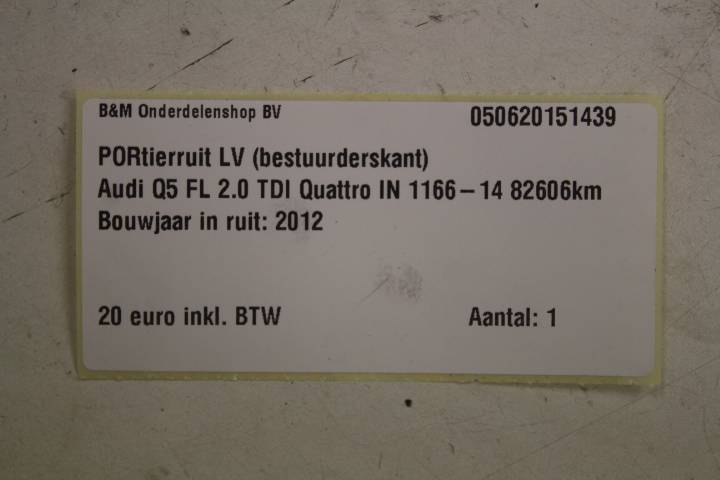 B&M Onderdelenshop BV 050620151439
PORtierruit LV (bestuurderskant)
Audi Q5 FL 2.0 TDI Quattro IN 1166-14 82606km
Bouwjaar in ruit: 2012
20 euro inkl. BTW Aantal: 1